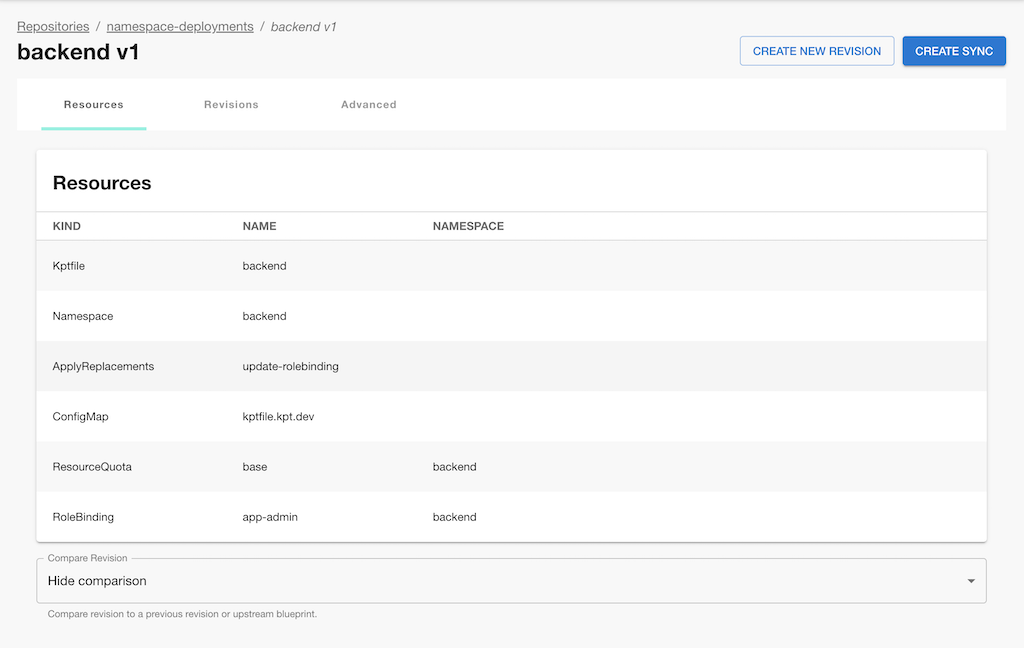 Repositories / namespace-deployments / backend v1
backend v1
CREATE NEW REVISION CREATE SYNC
Resources Revisions Advanced
Resources
KIND NAME NAMESPACE
Kptfile backend
Namespace backend
ApplyReplacements update-rolebinding
ConfigMap kptfile.kpt.dev
ResourceQuota base backend
RoleBinding app-admin backend
Compare Revision
Hide comparison
Compare revision to a previous revision or upstream blueprint.